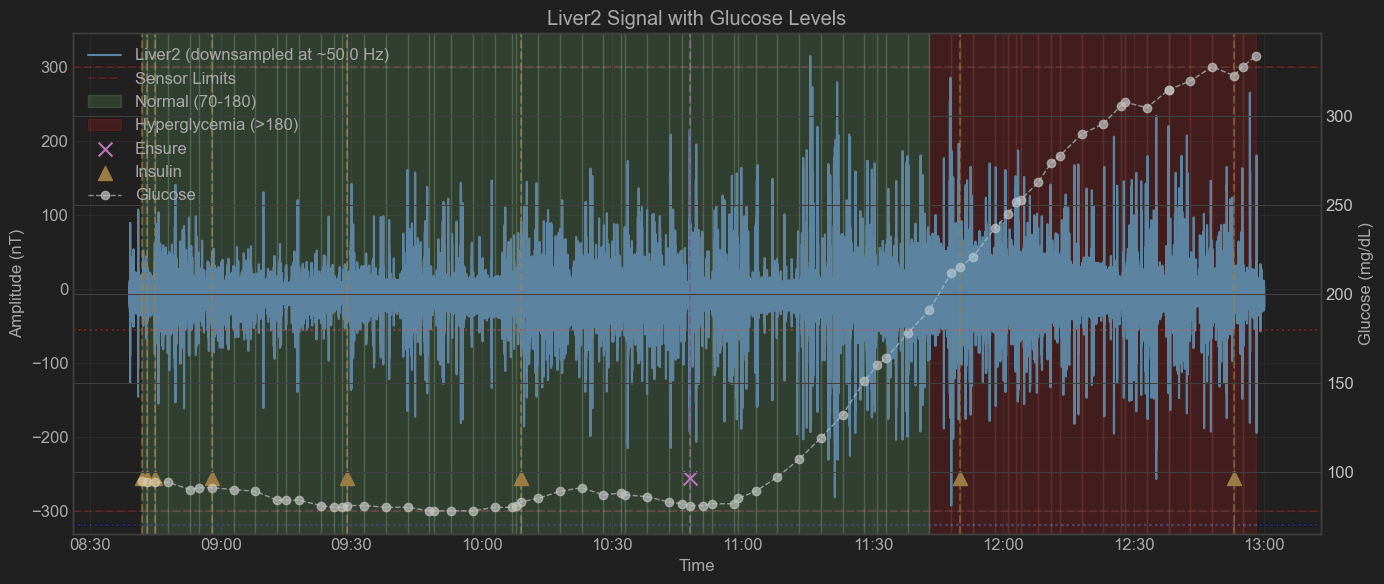 Liver2 Signal with Glucose Levels
Liver2 (downsampled at ~50.0 Hz)
Sensor Limits
Normal (70-180)
Hyperglycemia (>180)
Ensure
Insulin
Glucose
Amplitude (nT)
300
200
100
0
−100
−200
−300
Glucose (mg/dL)
300
250
200
150
100
08:30 09:00 09:30 10:00 10:30 11:00 11:30 12:00 12:30 13:00
Time